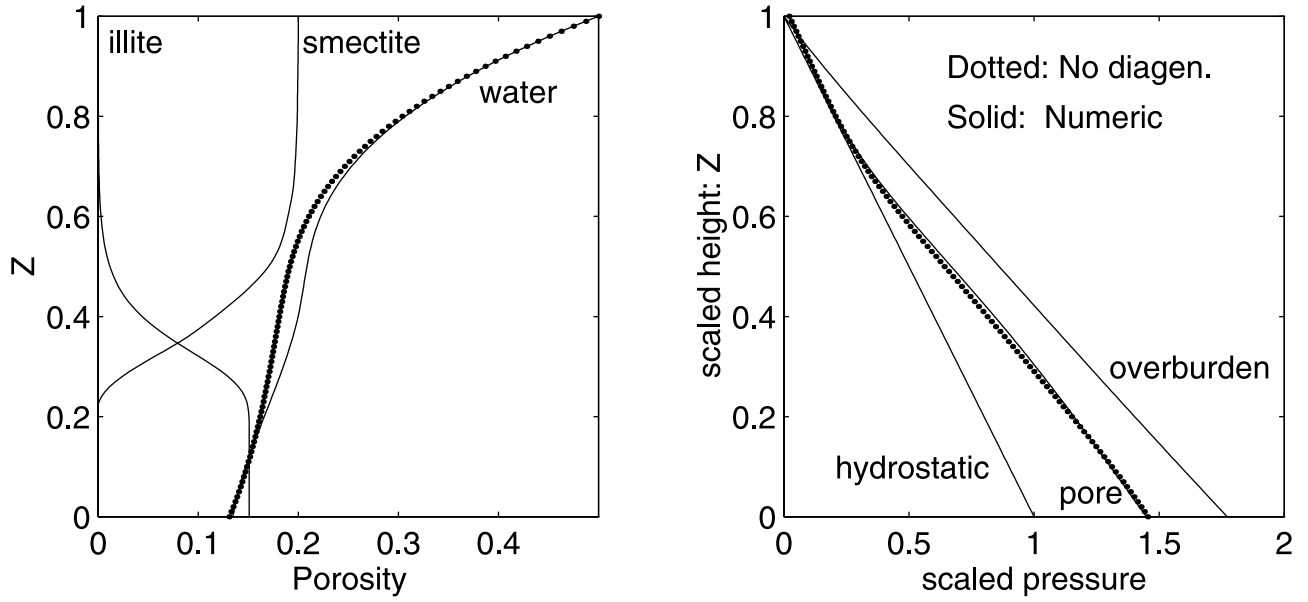 1
0.8
0.6
0.4
0.2
0
Z
illite
smectite
water
0
0.1
0.2
0.3
0.4
Porosity
1
0.8
0.6
0.4
0.2
0
scaled height: Z
Dotted: No diagen.
Solid: Numeric
overburden
hydrostatic
pore
0
0.5
1
1.5
2
scaled pressure